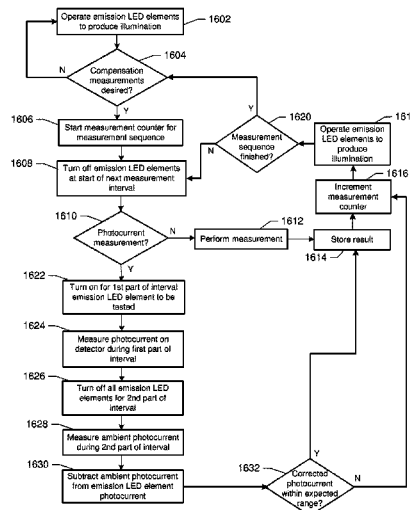 Operate emission LED elements
to produce illumination
1602
N
Compensation
measurements
desired?
1604
Y
1606
Start measurement counter for
measurement sequence
1608
Turn off emission LED elements
at start of next measurement
interval
1610
Photocurrent
measurement?
N
Y
1612
Perform measurement
Store result
1614
Increment
measurement
counter
1616
Operate emission
LED elements to
produce
illumination
161
Measurement
sequence
finished?
1620
Y
N
1622
Turn on for 1st part of interval
emission LED element to be
tested
1624
Measure photocurrent on
detector during first part of
interval
1626
Turn off all emission LED
elements for 2nd part of
interval
1628
Measure ambient photocurrent
during 2nd part of interval
1630
Subtract ambient photocurrent
from emission LED element
photocurrent
1632
Corrected
photocurrent
within expected
range?
Y
N